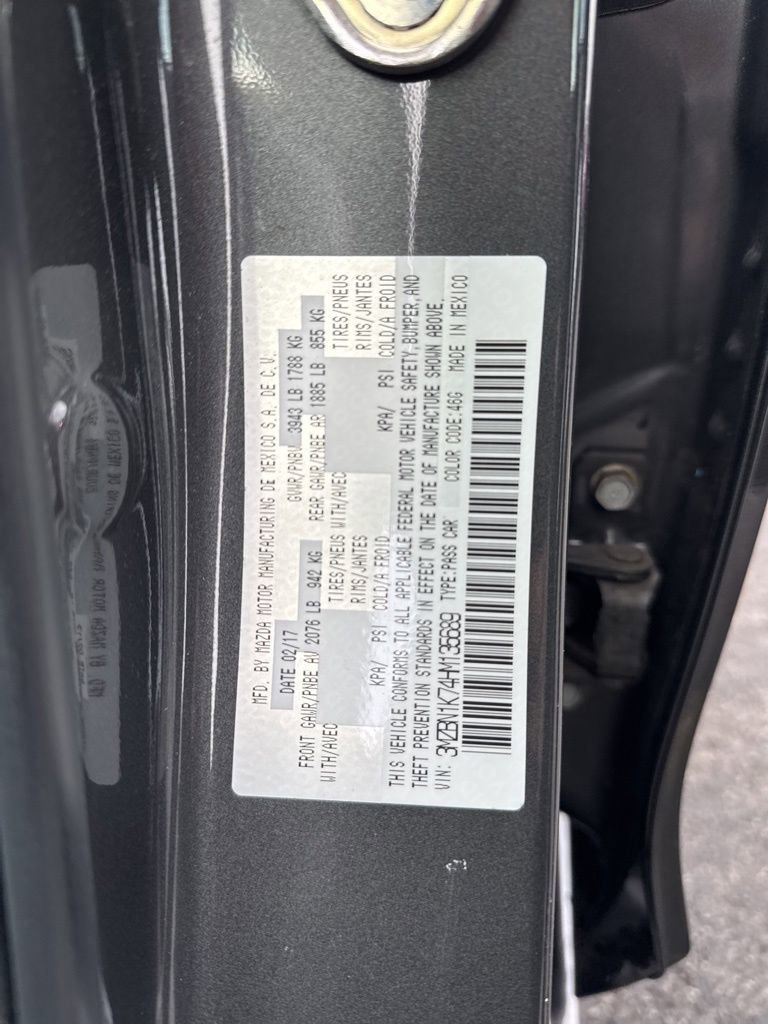 MFD. BY MAZDA MOTOR MANUFACTURING DE MEXICO S.A. DE C.V.
DATE 02/17 GVWR/PNBV 3943 LB 1788 KG
FRONT GAWR/PNBE AV 2076 LB 942 KG REAR GAWR/PNBE AR 1885 LB 855 KG
WITH/AVEC TIRES/PNEUS WITH/AVEC TIRES/PNEUS
RIMS/JANTES RIMS/JANTES
KPA/ PSI COLD/A FROID KPA/ PSI COLD/A FROID
THIS VEHICLE CONFORMS TO ALL APPLICABLE FEDERAL MOTOR VEHICLE SAFETY, BUMPER, AND
THEFT PREVENTION STANDARDS IN EFFECT ON THE DATE OF MANUFACTURE SHOWN ABOVE.
VIN: 3MZBN1K74HM136689 TYPE:PASS CAR COLOR CODE:46G MADE IN MEXICO